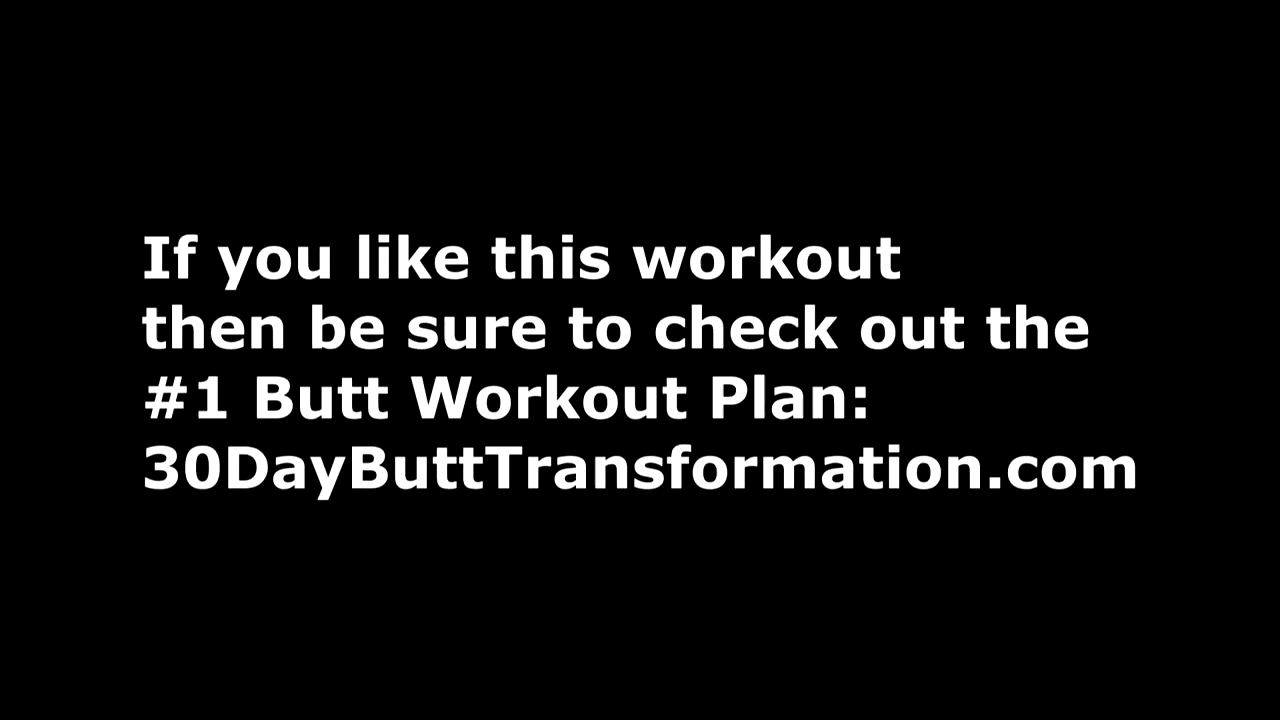 If you like this workout
then be sure to check out the
#1 Butt Workout Plan:
30DayButtTransformation.com